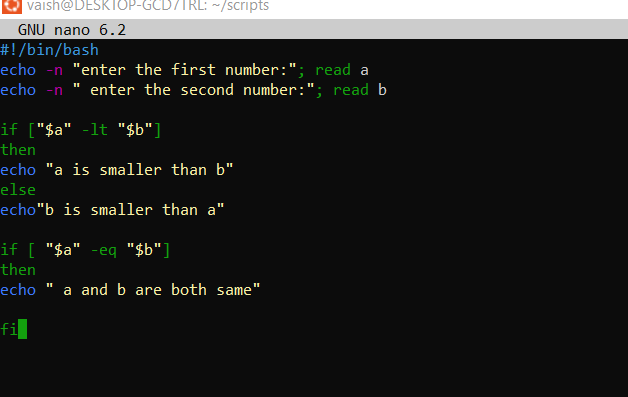 vaish@DESKTOP-GCD7TRL: ~/scripts
GNU nano 6.2
#!/bin/bash
echo -n "enter the first number:"; read a
echo -n " enter the second number:"; read b
if ["$a" -lt "$b"]
then
echo "a is smaller than b"
else
echo"b is smaller than a"
if [ "$a" -eq "$b"]
then
echo " a and b are both same"
fi